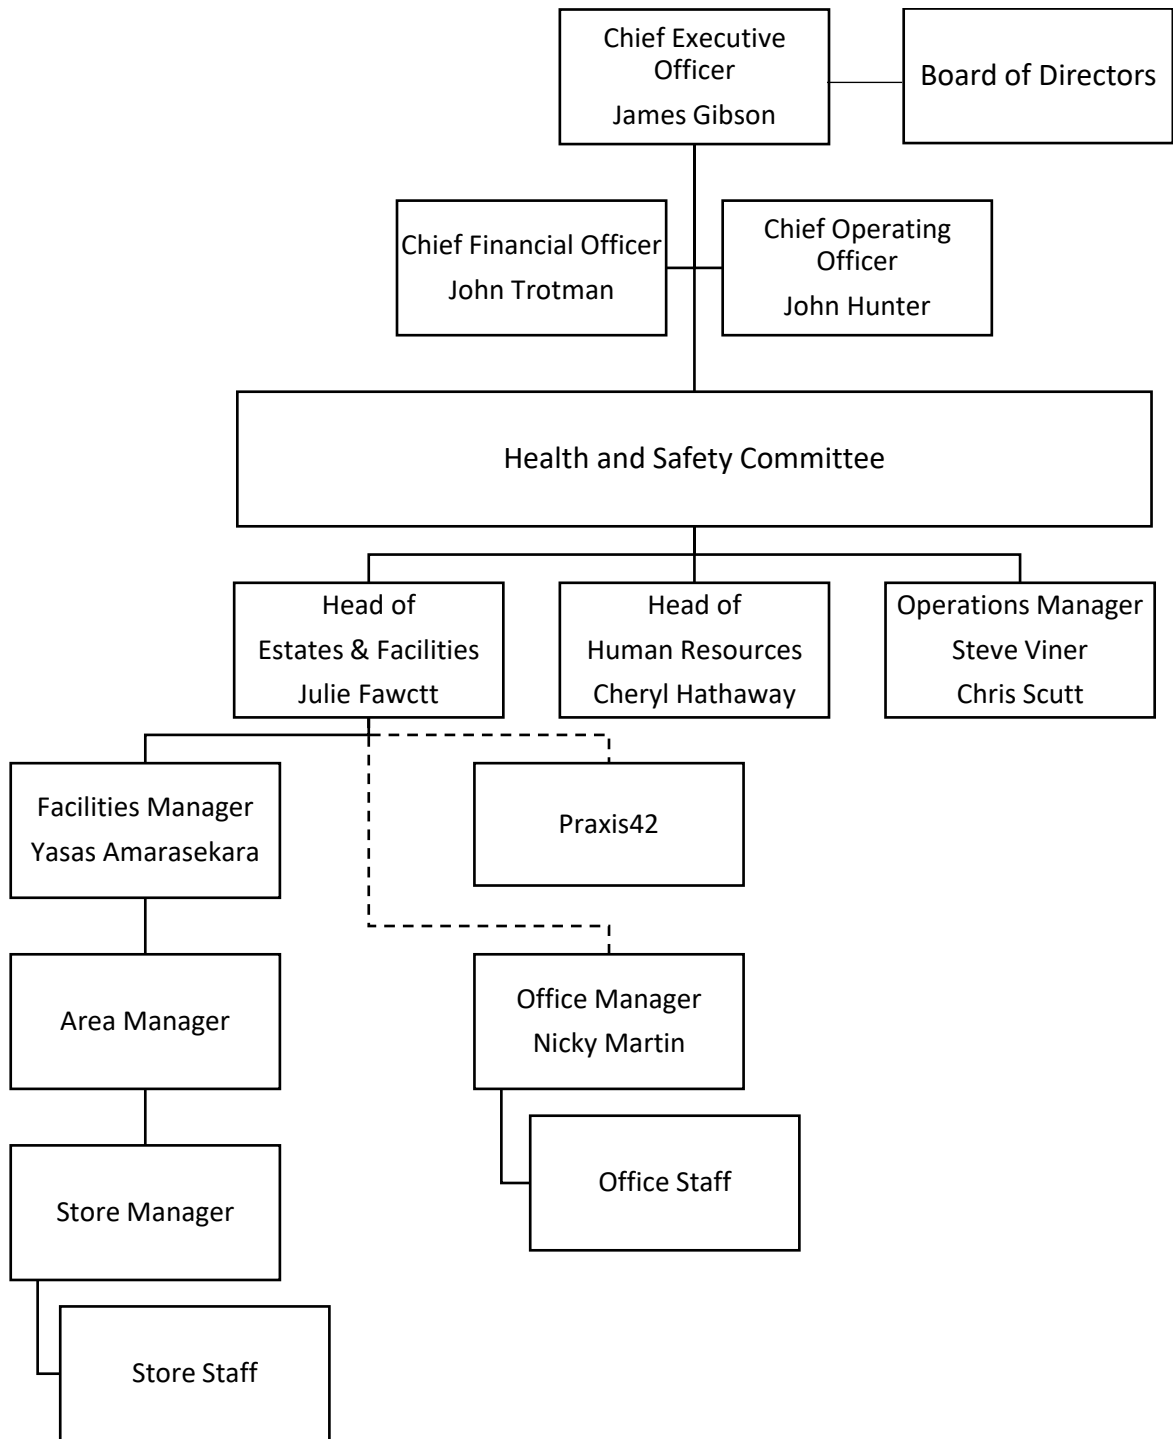 Chief Executive
Officer
James Gibson
Board of Directors
Chief Financial Officer
John Trotman
Chief Operating
Officer
John Hunter
Health and Safety Committee
Head of
Estates & Facilities
Julie Fawctt
Head of
Human Resources
Cheryl Hathaway
Operations Manager
Steve Viner
Chris Scutt
Facilities Manager
Yasas Amarasekara
Praxis42
Area Manager
Office Manager
Nicky Martin
Store Manager
Office Staff
Store Staff